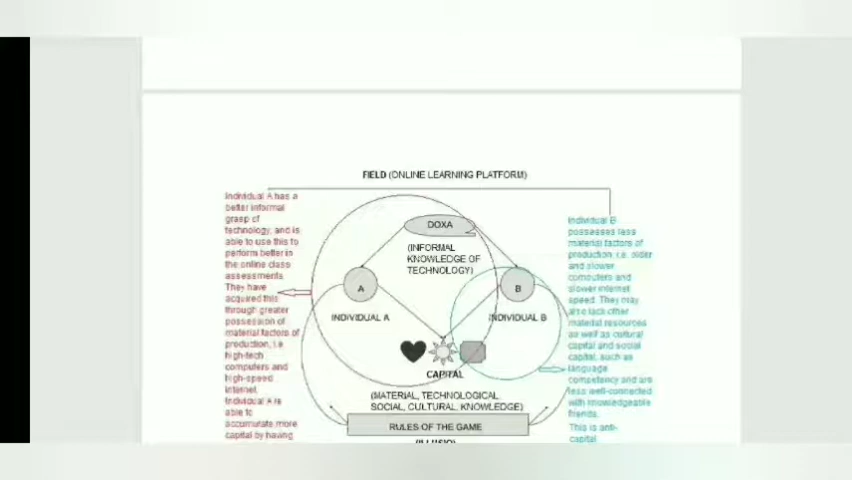 FIELD (ONLINE LEARNING PLATFORM)
Individual A has a
better informal
grasp of
technology, and is
able to use this to
perform better in
the online class
assessments.
They have
acquired this
through greater
possession of
material factors of
production, i.e
high-tech
computers and
high-speed
internet.
Individual A is
able to
accumurate more
capital by having
DOXA
(INFORMAL
KNOWLEDGE OF
TECHNOLOGY)
A
B
INDIVIDUAL A
INDIVIDUAL B
CAPITAL
(MATERIAL, TECHNOLOGICAL
SOCIAL, CULTURAL, KNOWLEDGE)
RULES OF THE GAME
(ILLUSIO)
Individual B
possesses less
material factors of
production i.e. older
and slower
computers and
slower internet
speed. They may
also lack other
material resources
as well as cultural
capital and social
capital, such as
language
competency and are
less well-connected
with knowledgeable
friends.
This is anti-
capital